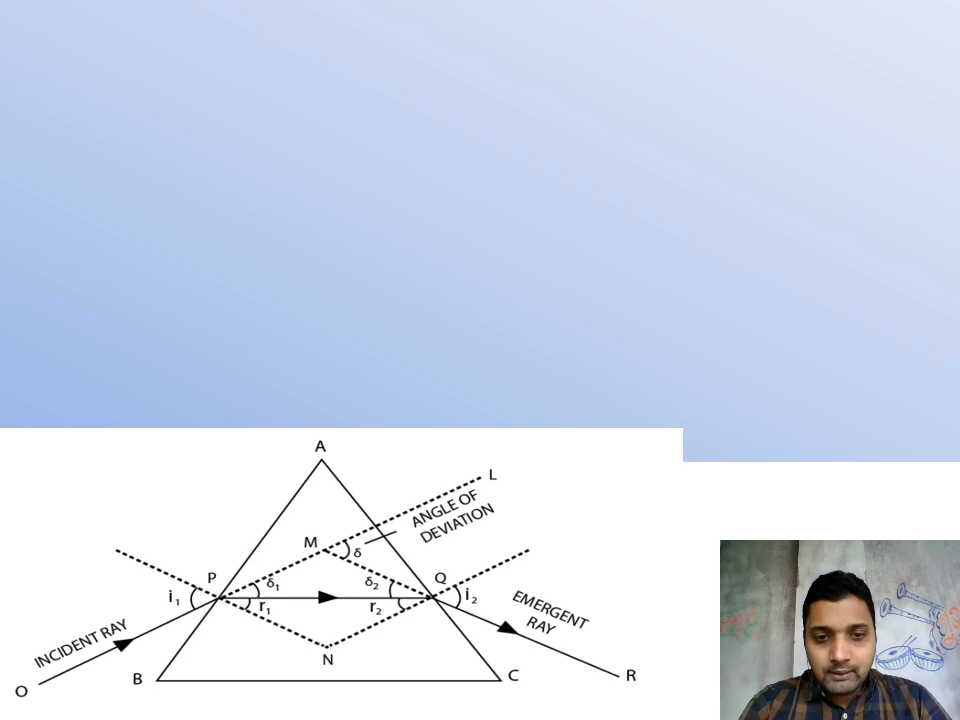 A
L
ANGLE OF
DEVIATION
M
δ
P
δ₁
δ₂
Q
i₁
r₁
r₂
i₂
EMERGENT
RAY
INCIDENT RAY
N
O
B
C
R